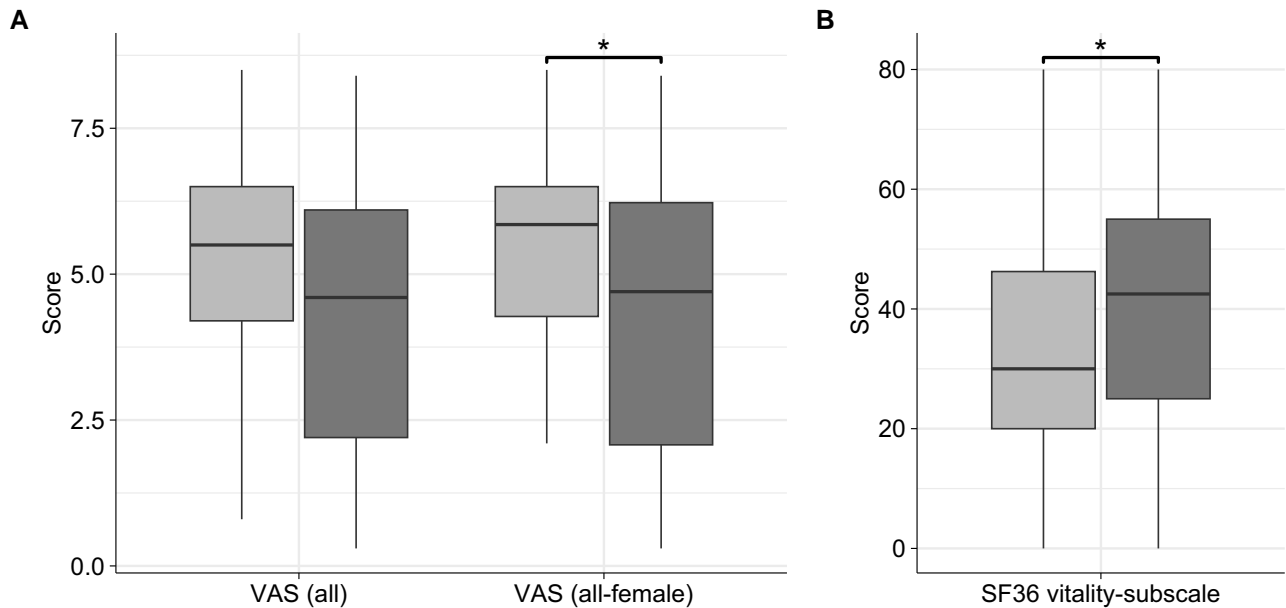 A
B
*
*
Score
7.5
5.0
2.5
0.0
VAS (all)
VAS (all-female)
Score
80
60
40
20
0
SF36 vitality-subscale